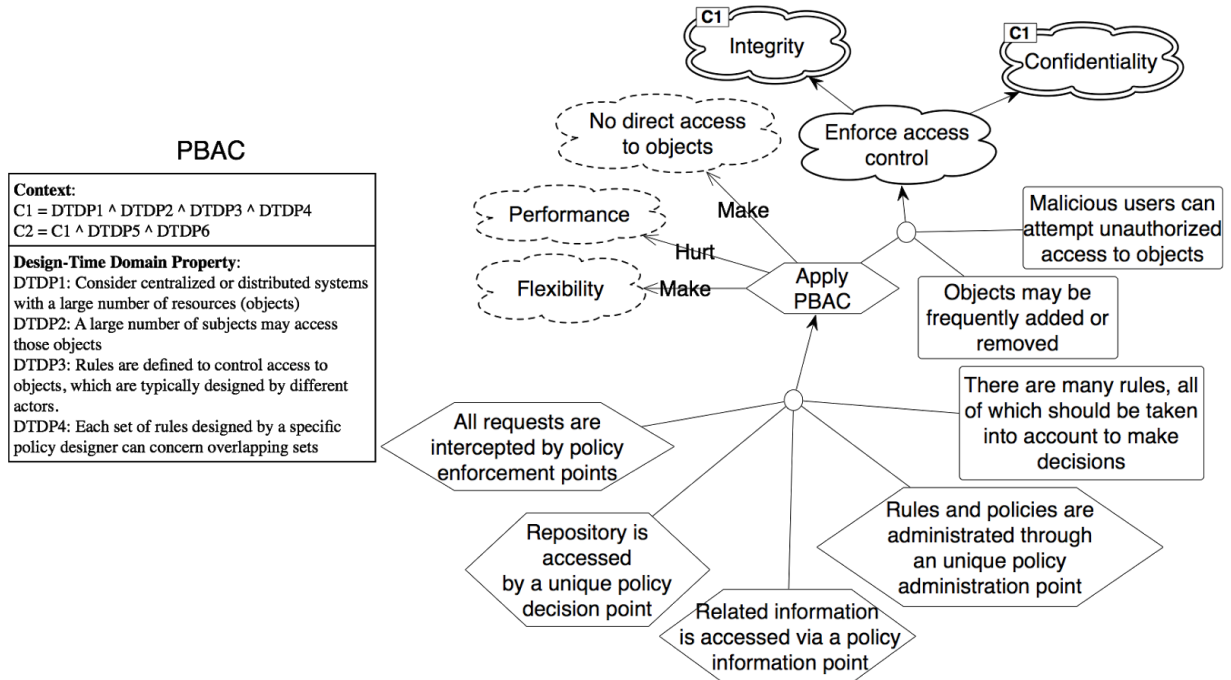 PBAC
Context:
C1 = DTDP1 ^ DTDP2 ^ DTDP3 ^ DTDP4
C2 = C1 ^ DTDP5 ^ DTDP6
Design-Time Domain Property:
DTDP1: Consider centralized or distributed systems
with a large number of resources (objects)
DTDP2: A large number of subjects may access
those objects
DTDP3: Rules are defined to control access to
objects, which are typically designed by different
actors.
DTDP4: Each set of rules designed by a specific
policy designer can concern overlapping sets
C1
Integrity
C1
Confidentiality
No direct access
to objects
Enforce access
control
Performance
Make
Hurt
Flexibility
Make
Apply
PBAC
Malicious users can
attempt unauthorized
access to objects
Objects may be
frequently added or
removed
There are many rules, all
of which should be taken
into account to make
decisions
All requests are
intercepted by policy
enforcement points
Repository is
accessed
by a unique policy
decision point
Related information
is accessed via a policy
information point
Rules and policies are
administrated through
an unique policy
administration point